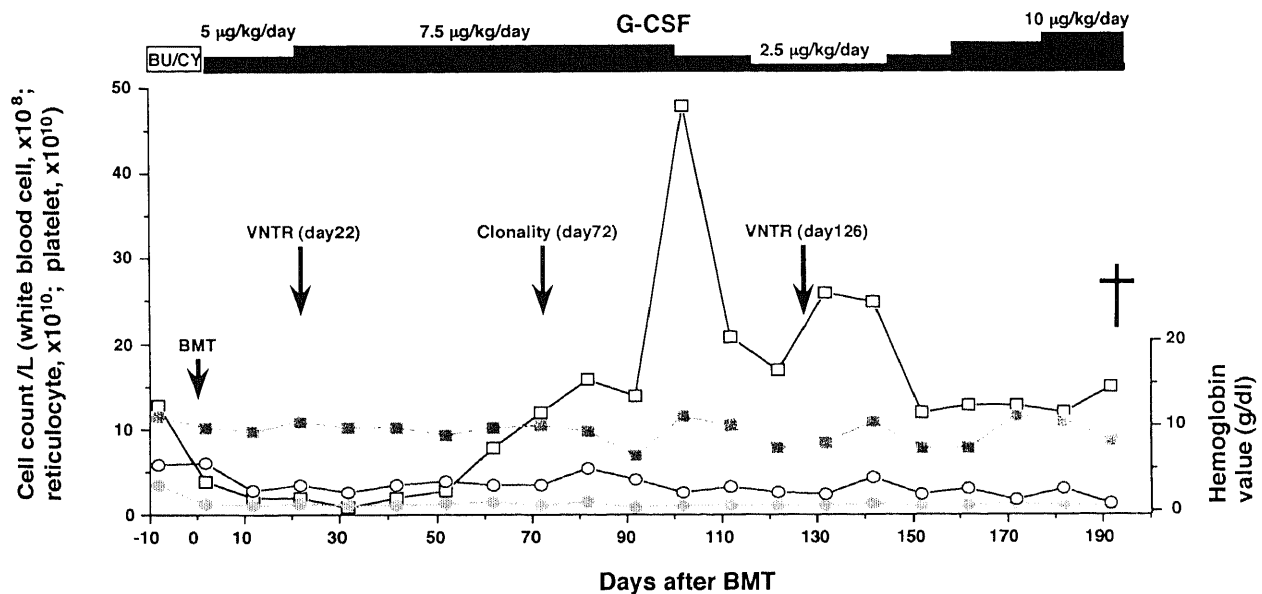 G-CSF
10 µg/kg/day
5 µg/kg/day
7.5 µg/kg/day
2.5 µg/kg/day
BU/CY
50
40
30
20
10
0
Cell count /L (white blood cell, x10⁸;
reticulocyte, x10¹⁰; platelet, x10¹⁰)
VNTR (day22)
Clonality (day72)
VNTR (day126)
BMT
20
10
0
Hemoglobin
value (g/dl)
-10 0 10 30 50 70 90 110 130 150 170 190
Days after BMT